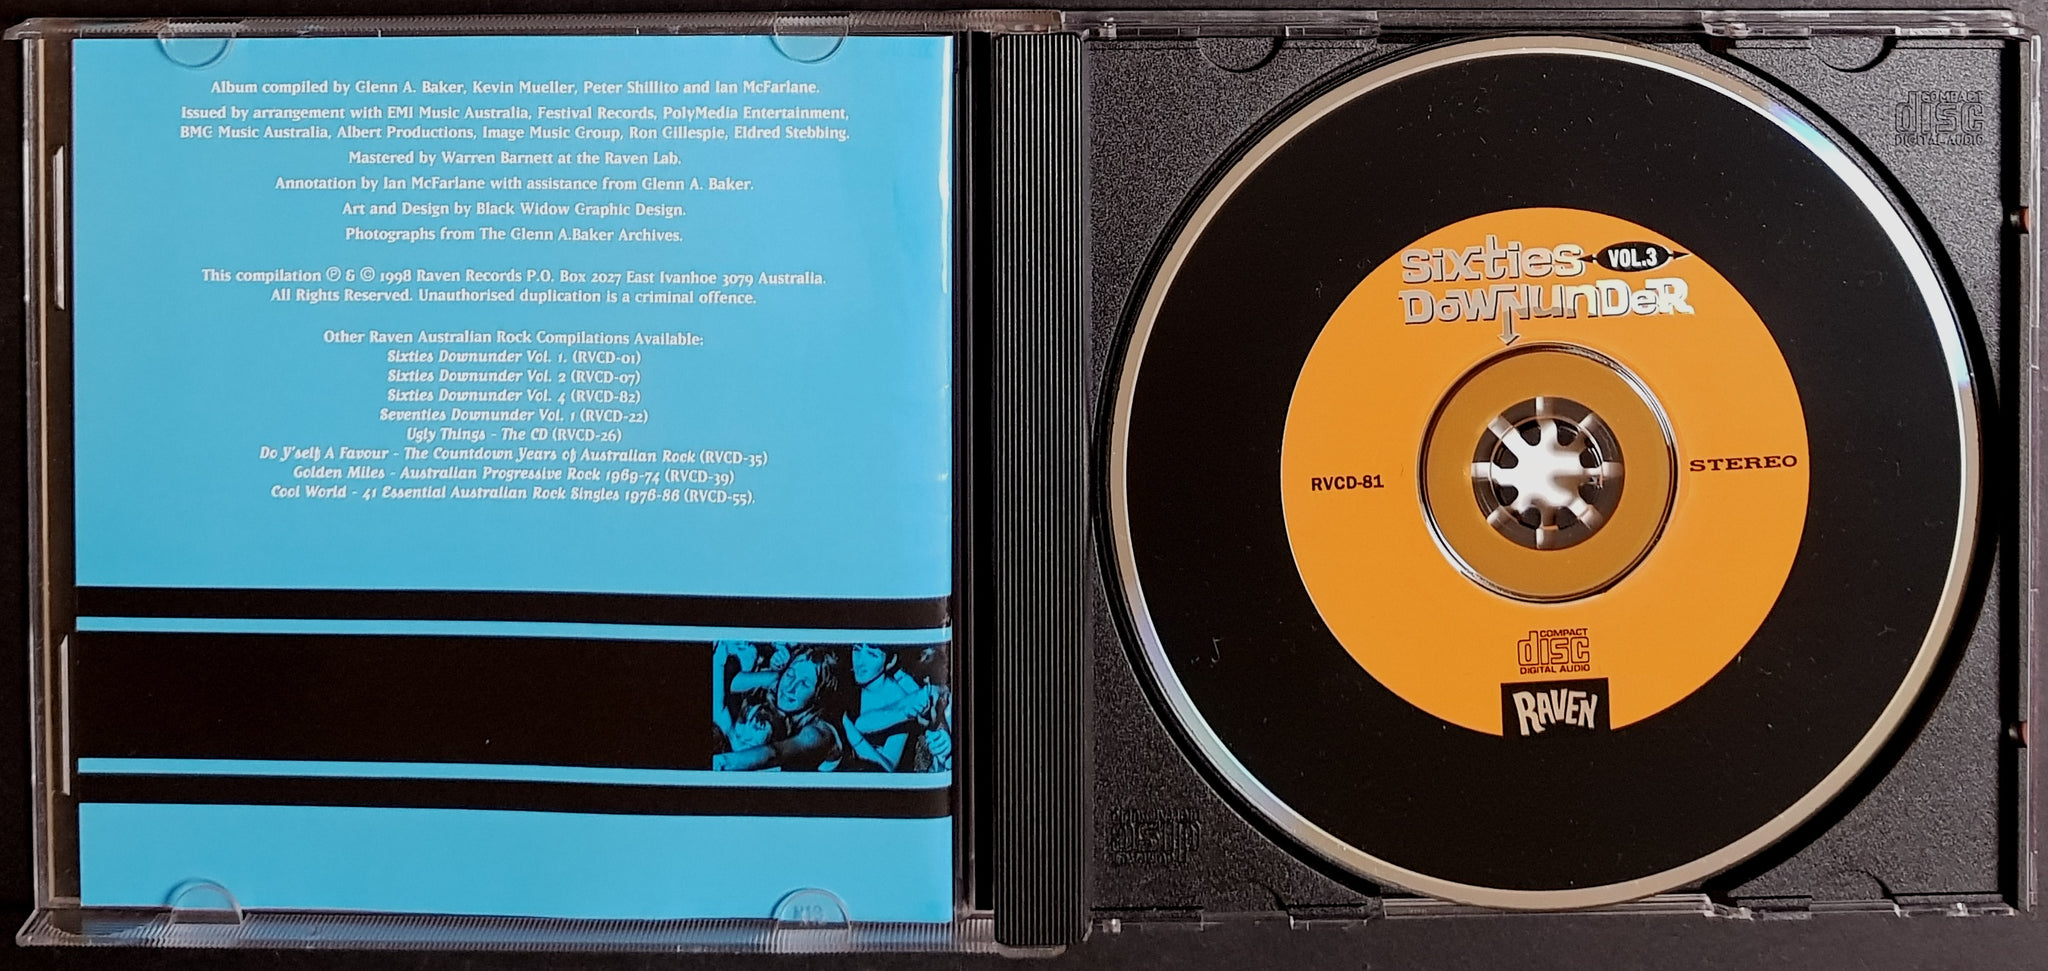 Album compiled by Glenn A. Baker, Kevin Mueller, Peter Shillito and Ian McFarlane.
Issued by arrangement with EMI Music Australia, Festival Records, PolyMedia Entertainment,
BMG Music Australia, Albert Productions, Image Music Group, Ron Gillespie, Eldred Stebbing.
Mastered by Warren Barnett at the Raven Lab.
Annotation by Ian McFarlane with assistance from Glenn A. Baker.
Art and Design by Black Widow Graphic Design.
Photographs from The Glenn A.Baker Archives.
This compilation ℗ & © 1998 Raven Records P.O. Box 2027 East Ivanhoe 3079 Australia.
All Rights Reserved. Unauthorised duplication is a criminal offence.
Other Raven Australian Rock Compilations Available:
Sixties Downunder Vol. 1. (RVCD-01)
Sixties Downunder Vol. 2 (RVCD-07)
Sixties Downunder Vol. 4 (RVCD-82)
Seventies Downunder Vol. 1 (RVCD-22)
Ugly Things - The CD (RVCD-26)
Do Y'self A Favour - The Countdown Years of Australian Rock (RVCD-35)
Golden Miles - Australian Progressive Rock 1969-74 (RVCD-39)
Cool World - 41 Essential Australian Rock Singles 1976-86 (RVCD-55).
COMPACT
disc
DIGITAL AUDIO
Sixties VOL.3
DOWNUNDER
RVCD-81
STEREO
COMPACT
disc
DIGITAL AUDIO
RAVEN